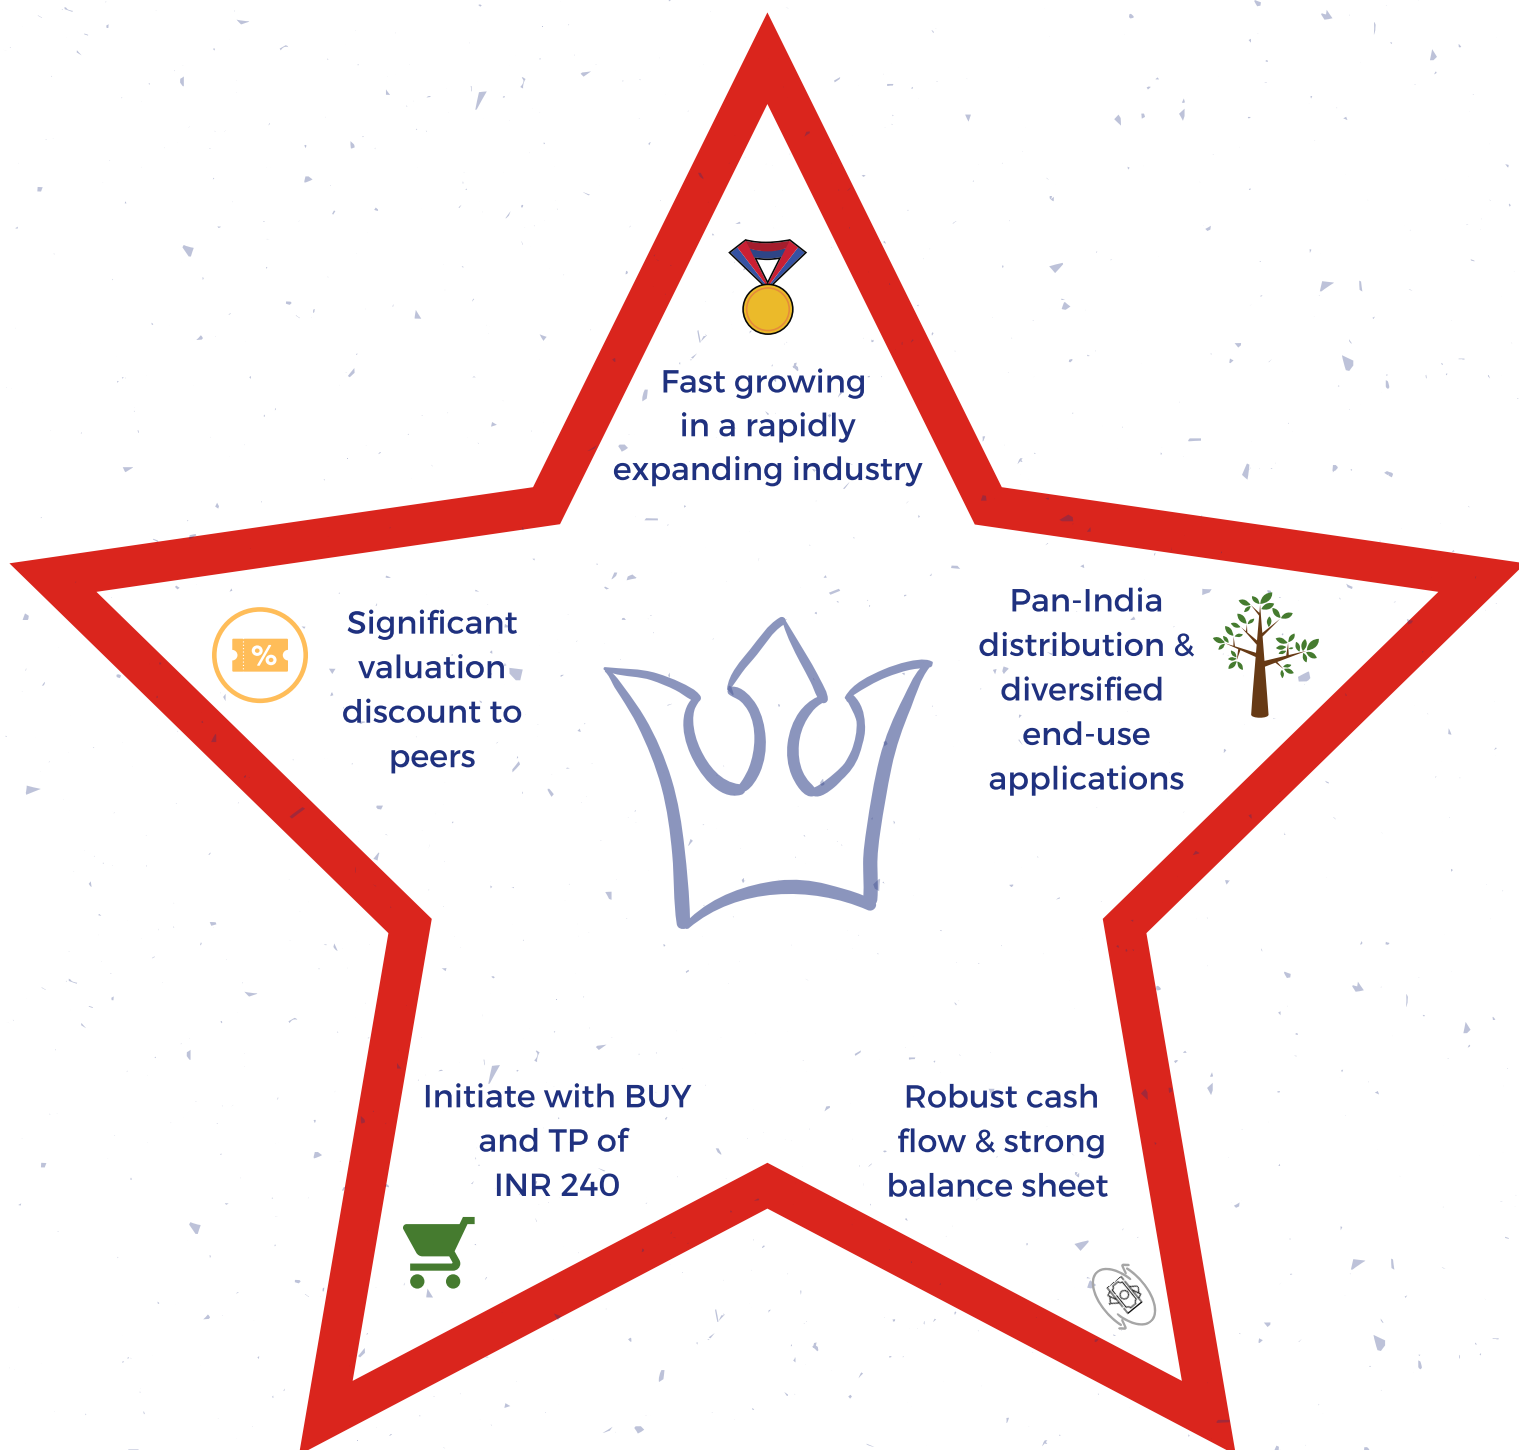 Fast growing
in a rapidly
expanding industry
Significant
valuation
discount to
peers
%
Pan-India
distribution &
diversified
end-use
applications
Initiate with BUY
and TP of
INR 240
Robust cash
flow & strong
balance sheet